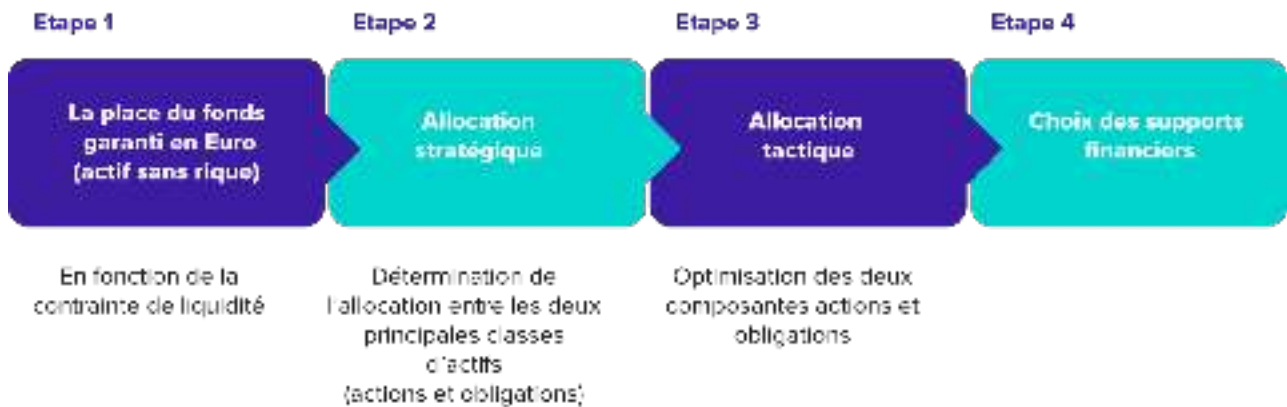 Etape 1
Etape 2
Etape 3
Etape 4
La place du fonds
garanti en Euro
(actif sans rique)
Allocation
stratégique
Allocation
tactique
Choix des supports
financiers
En fonction de la
contrainte de liquidité
Détermination de
l'allocation entre les deux
principales classes
d'actifs
(actions et obligations)
Optimisation des deux
composantes actions et
obligations